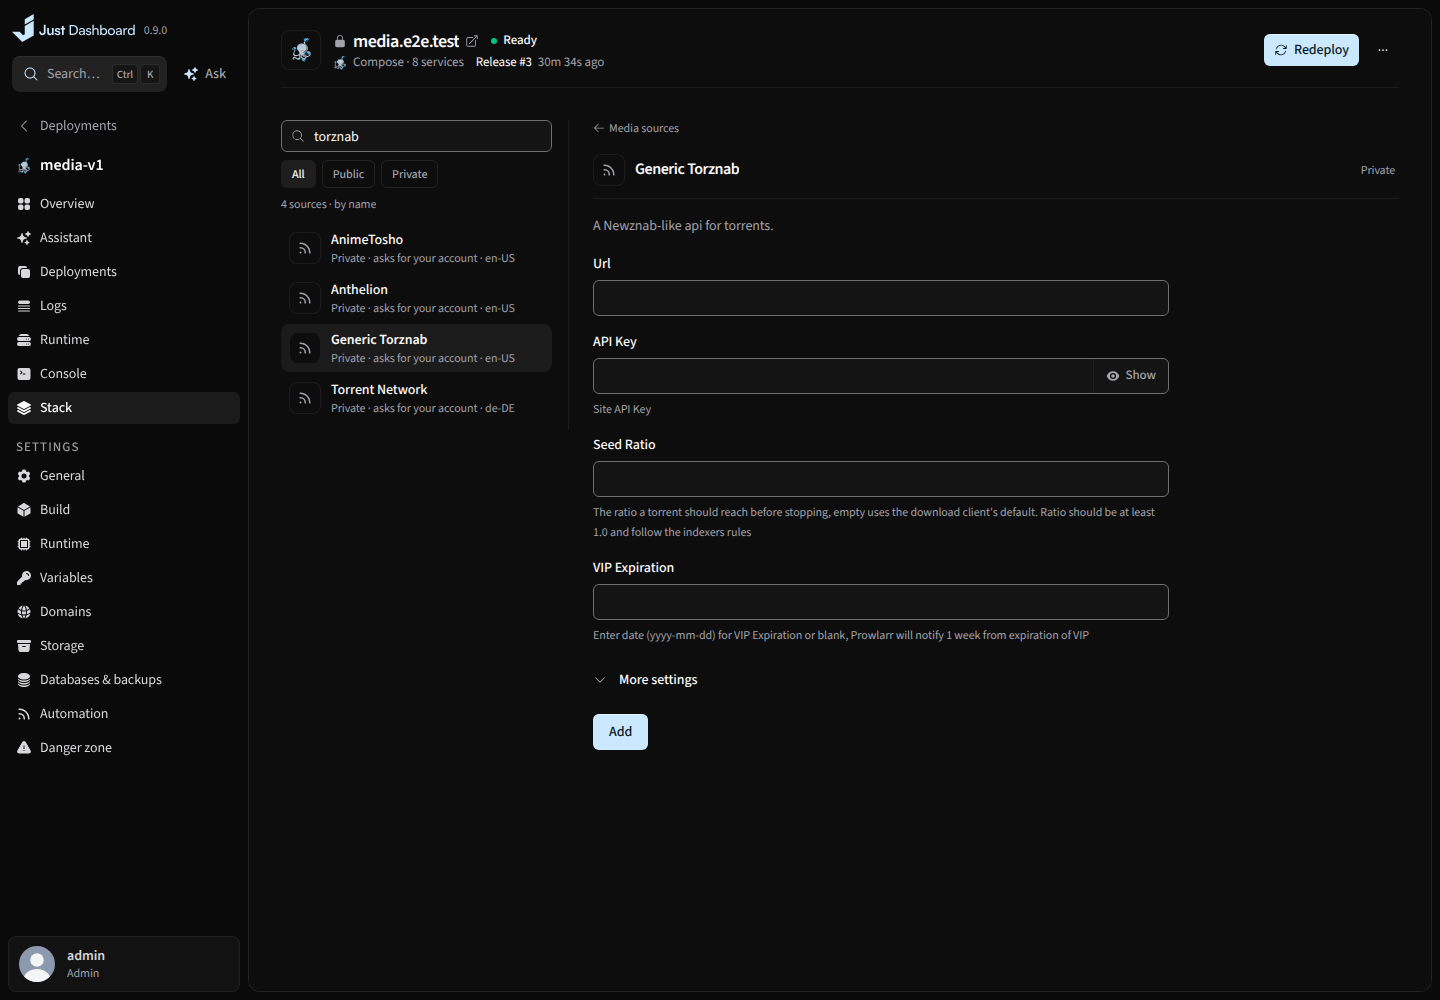 Just Dashboard 0.9.0
Search... Ctrl K Ask
Deployments
media-v1
Overview
Assistant
Deployments
Logs
Runtime
Console
Stack
SETTINGS
General
Build
Runtime
Variables
Domains
Storage
Databases & backups
Automation
Danger zone
admin
Admin
media.e2e.test Ready
Compose · 8 services Release #3 30m 34s ago
Redeploy ...
torznab
All Public Private
4 sources · by name
AnimeTosho
Private · asks for your account · en-US
Anthelion
Private · asks for your account · en-US
Generic Torznab
Private · asks for your account · en-US
Torrent Network
Private · asks for your account · de-DE
Media sources
Generic Torznab Private
A Newznab-like api for torrents.
Url
API Key
Show
Site API Key
Seed Ratio
The ratio a torrent should reach before stopping, empty uses the download client's default. Ratio should be at least
1.0 and follow the indexers rules
VIP Expiration
Enter date (yyyy-mm-dd) for VIP Expiration or blank, Prowlarr will notify 1 week from expiration of VIP
More settings
Add